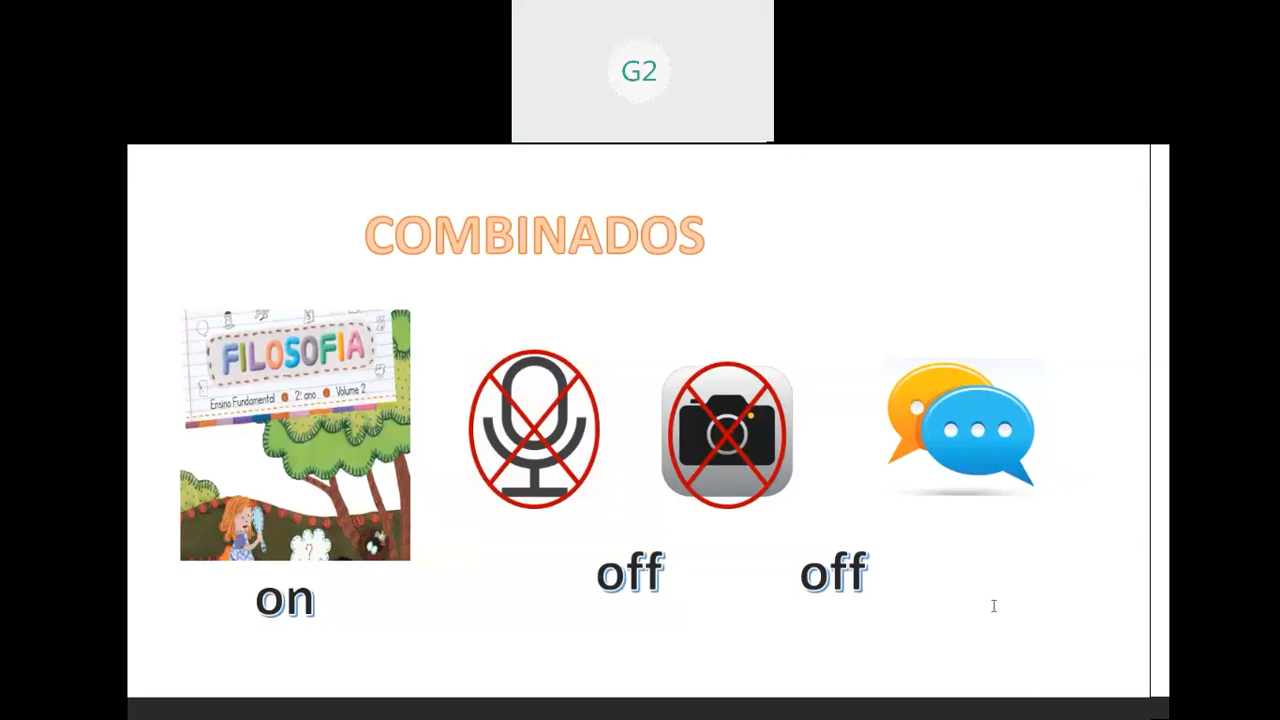 G2
COMBINADOS
FILOSOFIA
Ensino Fundamental 2º ano Volume 2
?
off off
on